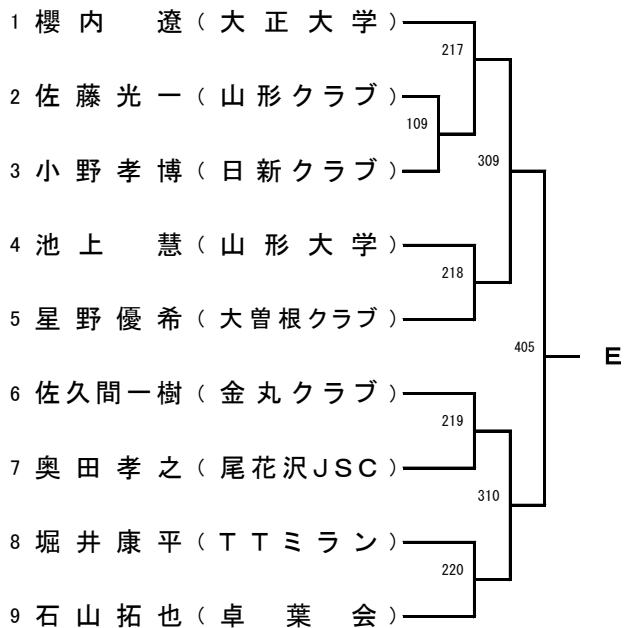 1 櫻内 遼（大正大学）
217
2 佐藤光一（山形クラブ）
109
3 小野孝博（日新クラブ）
309
4 池上 慧（山形大学）
218
5 星野優希（大曽根クラブ）
405 E
6 佐久間一樹（金丸クラブ）
219
7 奥田孝之（尾花沢JSC）
310
8 堀井康平（TTミラン）
220
9 石山拓也（卓葉会）